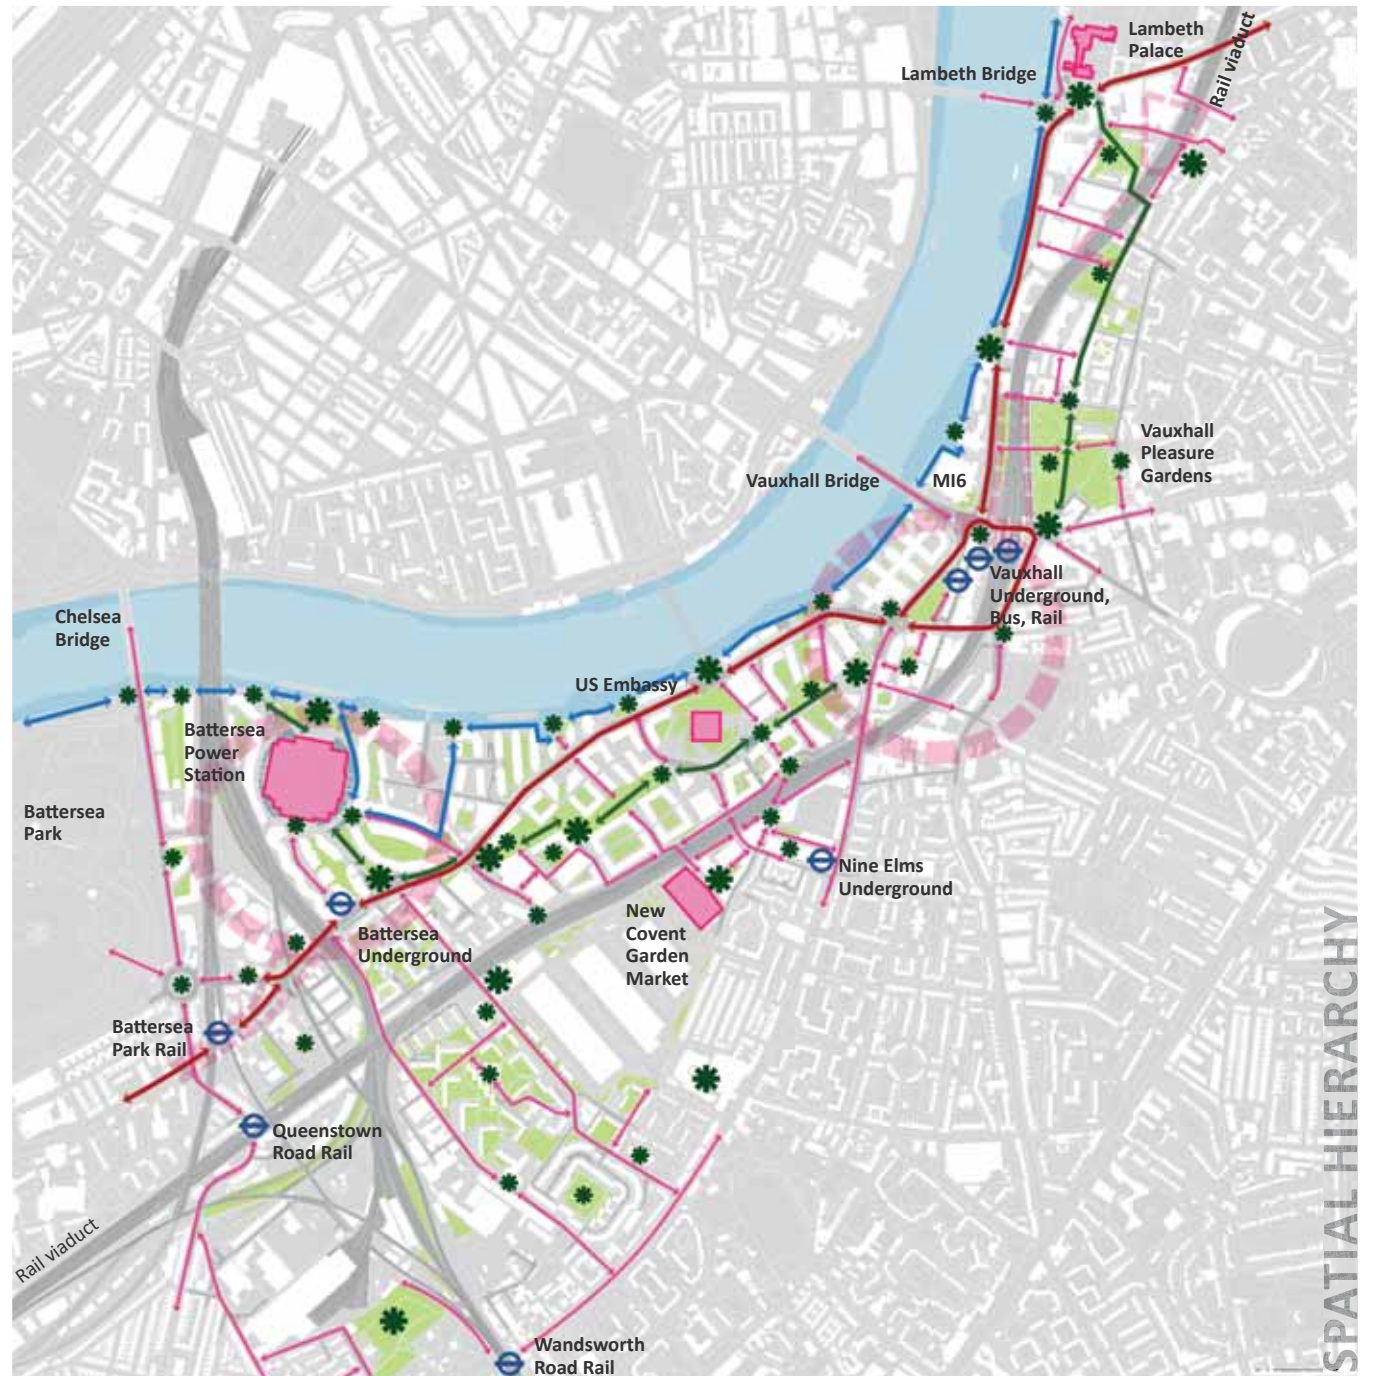 Lambeth
Palace
Rail viaduct
Lambeth Bridge
Vauxhall
Pleasure
Gardens
Vauxhall Bridge
MI6
Vauxhall
Underground,
Bus, Rail
Chelsea
Bridge
US Embassy
Battersea
Power
Station
Battersea
Park
Nine Elms
Underground
New
Covent
Garden
Market
Battersea
Underground
Battersea
Park Rail
Queenstown
Road Rail
Rail viaduct
Wandsworth
Road Rail
SPATIAL HIERARCHY